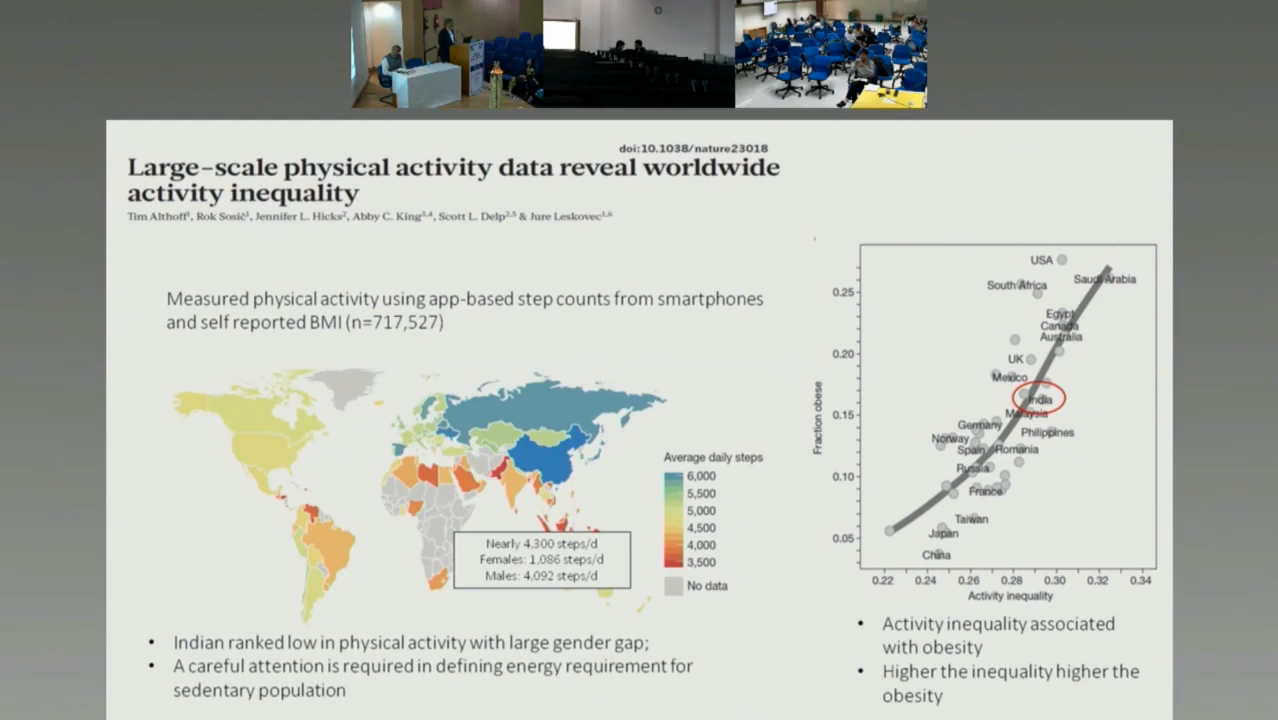 doi:10.1038/nature23018
Large-scale physical activity data reveal worldwide
activity inequality
Tim Althoff¹, Rok Sosič¹, Jennifer L. Hicks², Abby C. King³,⁴, Scott L. Delp²,⁵ & Jure Leskovec¹,⁶
Measured physical activity using app-based step counts from smartphones
and self reported BMI (n=717,527)
Average daily steps
6,000
5,500
5,000
4,500
4,000
3,500
No data
Nearly 4,300 steps/d
Females: 1,086 steps/d
Males: 4,092 steps/d
• Indian ranked low in physical activity with large gender gap;
• A careful attention is required in defining energy requirement for
sedentary population
Fraction obese
0.25
0.20
0.15
0.10
0.05
USA
Saudi Arabia
South Africa
Egypt
Canada
Australia
UK
Mexico
India
Malaysia
Germany
Philippines
Norway
Spain
Romania
Russia
France
Taiwan
Japan
China
0.22 0.24 0.26 0.28 0.30 0.32 0.34
Activity inequality
• Activity inequality associated
with obesity
• Higher the inequality higher the
obesity